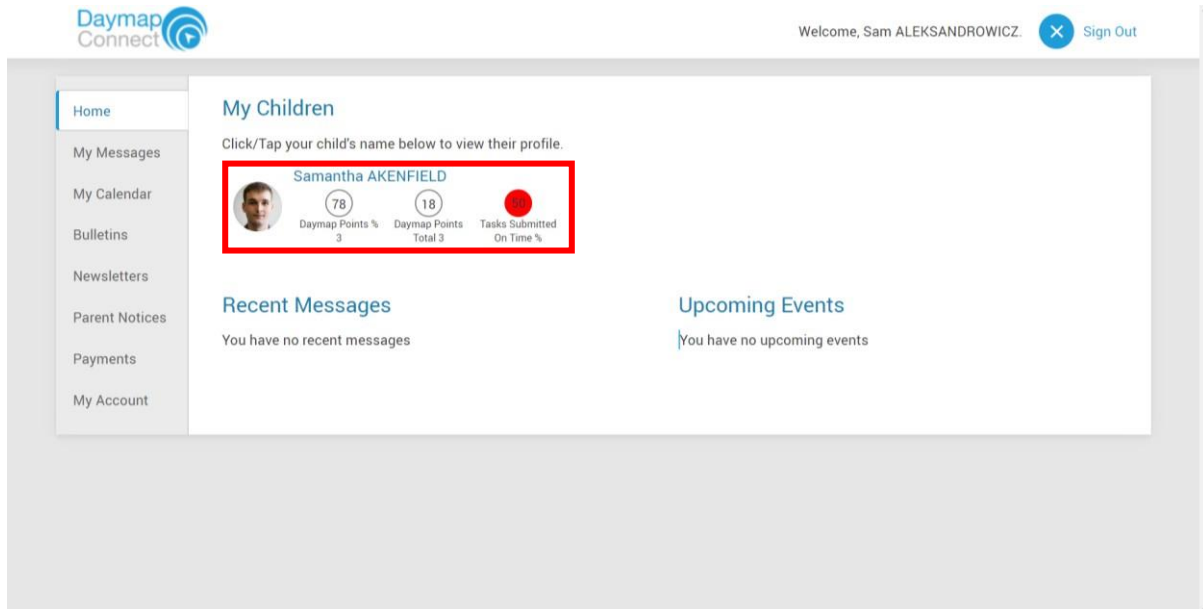 Daymap
Connect
Welcome, Sam ALEKSANDROWICZ.
Sign Out
Home
My Messages
My Calendar
Bulletins
Newsletters
Parent Notices
Payments
My Account
My Children
Click/Tap your child's name below to view their profile.
Samantha AKENFIELD
78
Daymap Points %
3
18
Daymap Points
Total 3
50
Tasks Submitted
On Time %
Recent Messages
You have no recent messages
Upcoming Events
You have no upcoming events